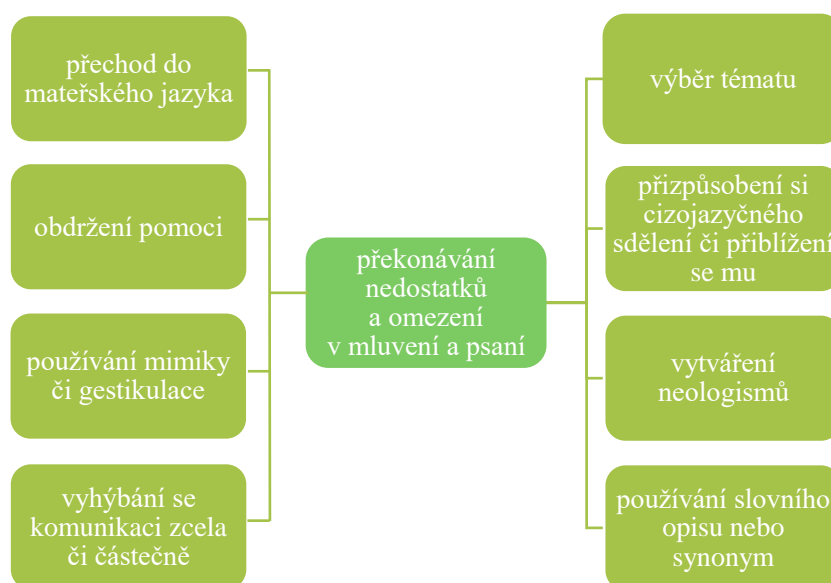 přechod do
mateřského jazyka
obdržení pomoci
používání mimiky
či gestikulace
vyhýbání se
komunikaci zcela
či částečně
překonávání
nedostatků
a omezení
v mluvení a psaní
výběr tématu
přizpůsobení si
cizojazyčného
sdělení či přiblížení
se mu
vytváření
neologismů
používání slovního
opisu nebo
synonym